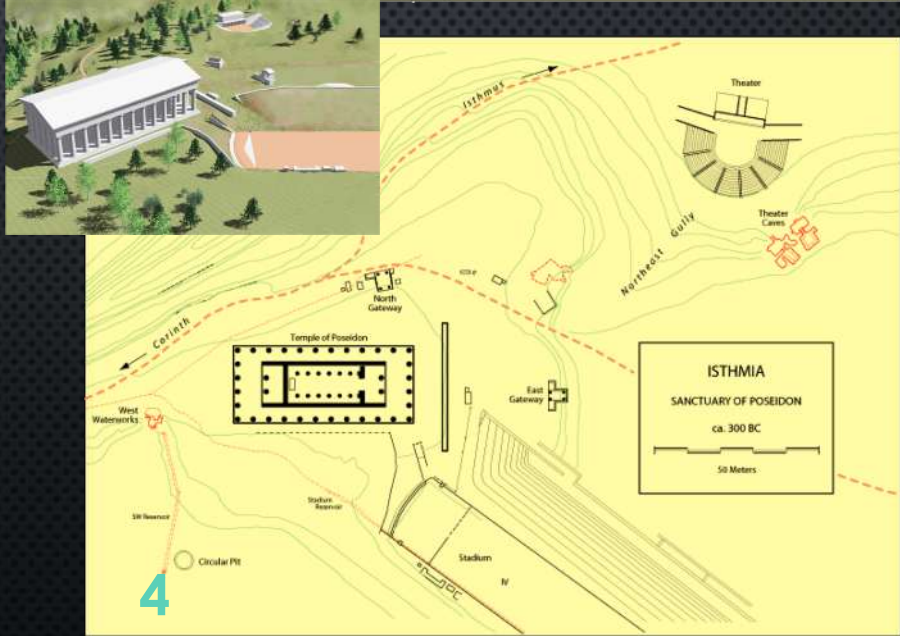 Isthmus
Theater
Theater
Caves
Northeast Gully
North
Gateway
Corinth
Temple of Poseidon
East
Gateway
ISTHMIA
SANCTUARY OF POSEIDON
ca. 300 BC
50 Meters
West
Waterworks
Stadium
Reservoir
SW Reservoir
Circular Pit
Stadium
IV
4